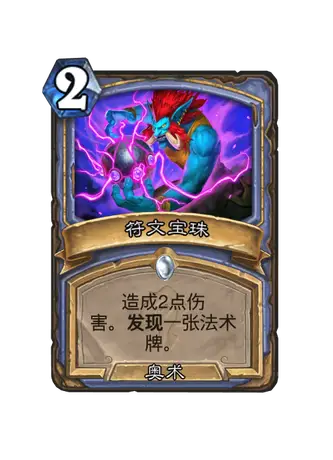 2
符文宝珠
造成2点伤
害。发现一张法术
牌。
奥术